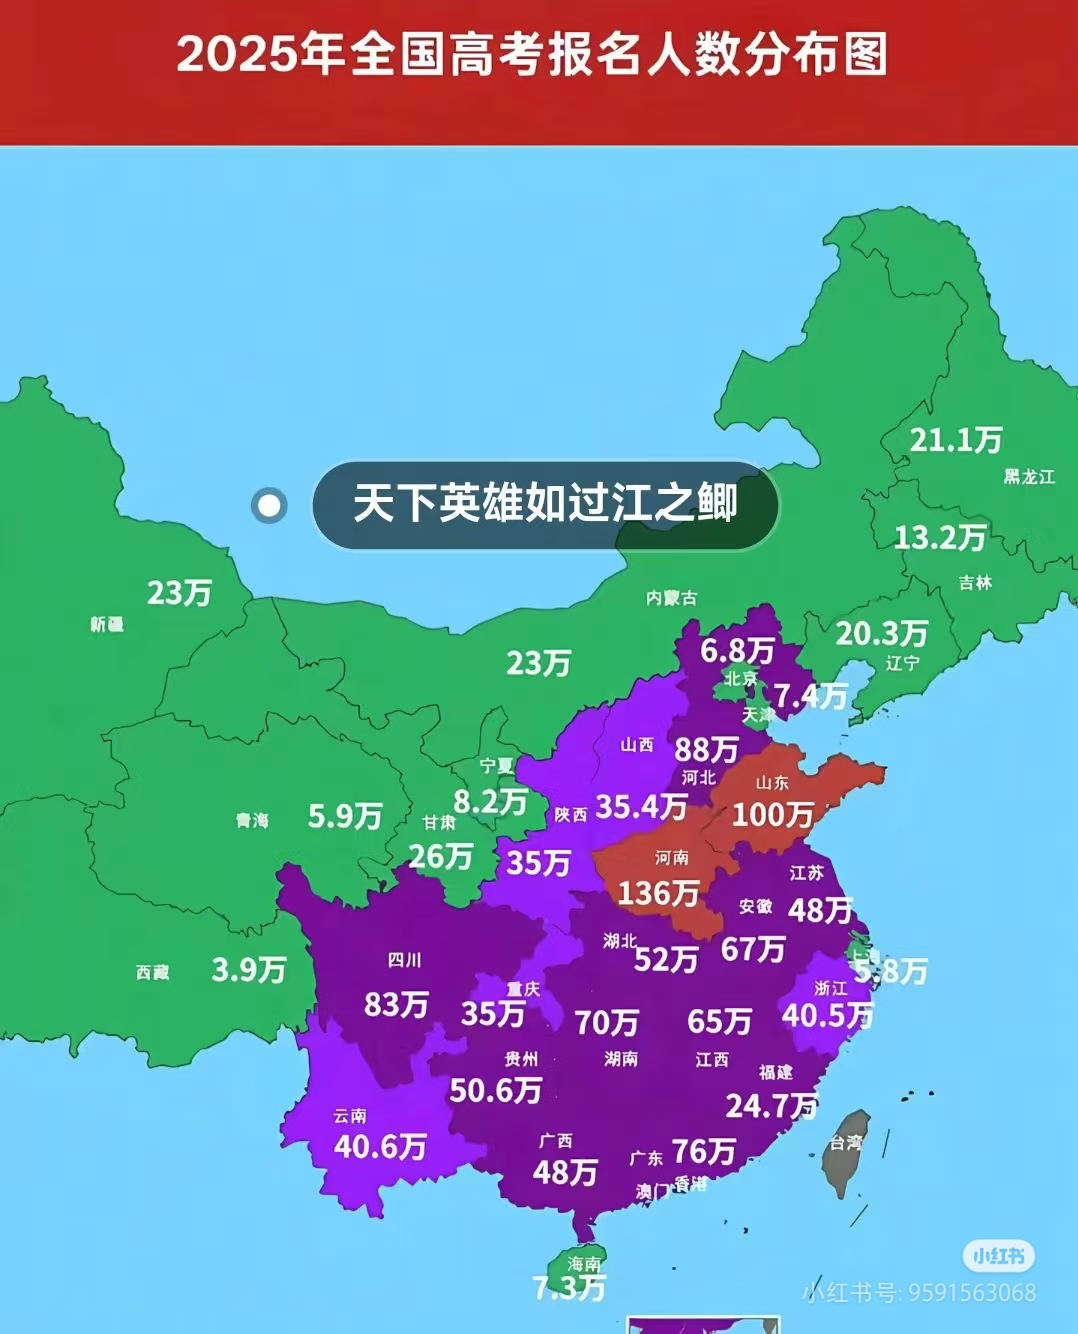 2025年全国高考报名人数分布图
21.1万
黑龙江
天下英雄如过江之鲫
13.2万
吉林
23万
新疆
内蒙古
20.3万
辽宁
23万
6.8万
北京
7.4万
天津
山西
88万
河北
宁夏
8.2万
山东
100万
青海
5.9万
甘肃
26万
陕西
35.4万
35万
河南
136万
江苏
48万
安徽
67万
湖北
52万
四川
83万
西藏
3.9万
上海
5.8万
重庆
35万
浙江
40.5万
70万
湖南
65万
江西
贵州
50.6万
福建
24.7万
云南
40.6万
广西
48万
广东
76万
澳门
香港
台湾
海南
7.3万
小红书
小红书号: 9591563068